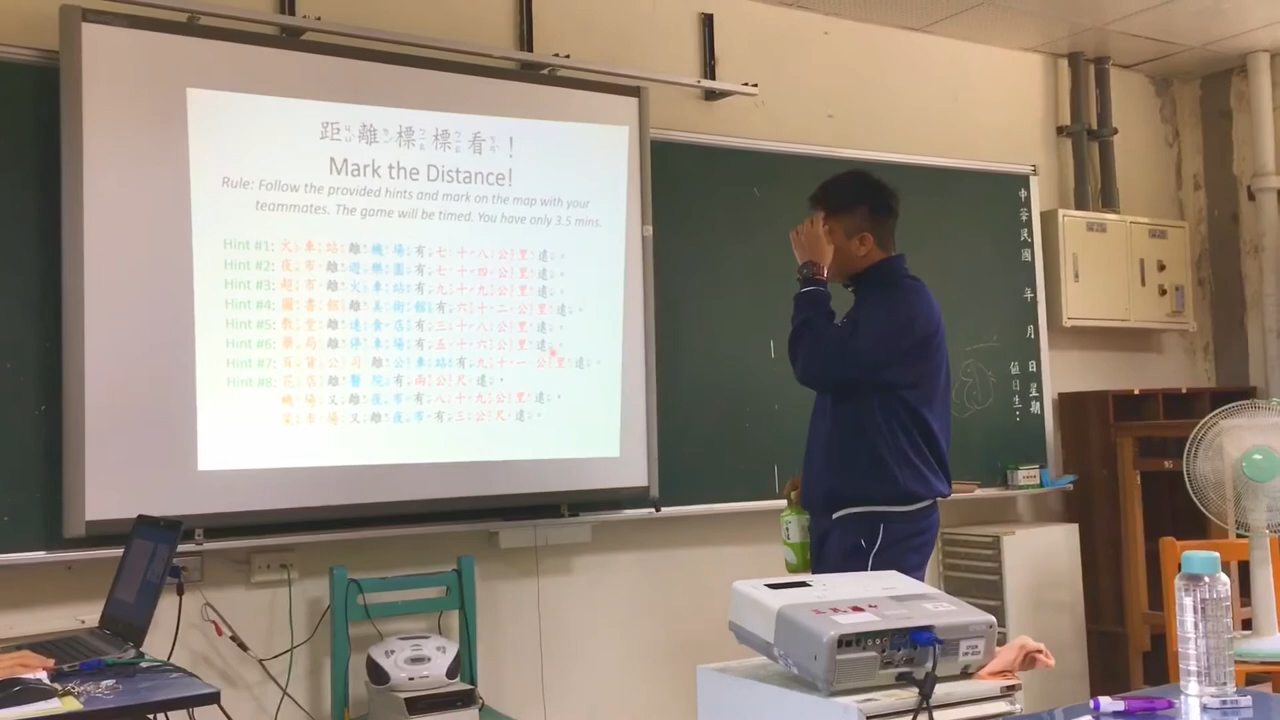 距離標標看！
Mark the Distance!
Rule: Follow the provided hints and mark on the map with your
teammates. The game will be timed. You have only 3.5 mins.
Hint #1: 火車站離機場有七十八公里遠。
Hint #2: 夜市離遊樂園有七十四公里遠。
Hint #3: 超市離火車站有九十九公里遠。
Hint #4: 圖書館離美術館有六十二公里遠。
Hint #5: 教堂離速食店有三十八公里遠。
Hint #6: 藥局離停車場有五十六公里遠。
Hint #7: 百貨公司離公車站有九十一公里遠。
Hint #8: 花店離醫院有兩公尺遠，
機場又離夜市有八十九公里遠。
菜市場又離夜市有三公尺遠。
中華民國 年 月 日 星期
值日生：